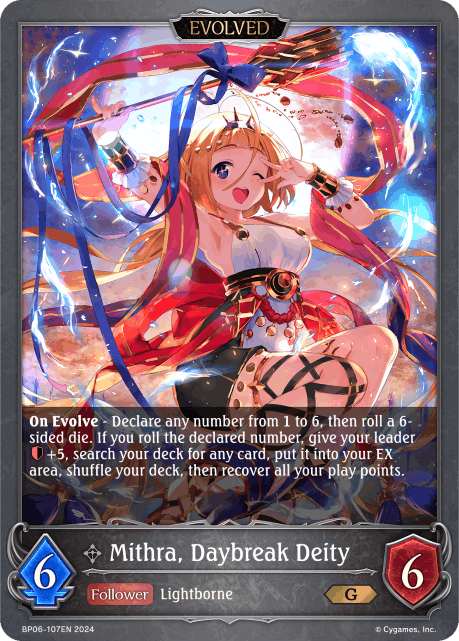 EVOLVED
On Evolve - Declare any number from 1 to 6, then roll a 6-
sided die. If you roll the declared number, give your leader
+5, search your deck for any card, put it into your EX
area, shuffle your deck, then recover all your play points.
Mithra, Daybreak Deity
6
6
Follower Lightborne
G
BP06-107EN 2024
© Cygames, Inc.